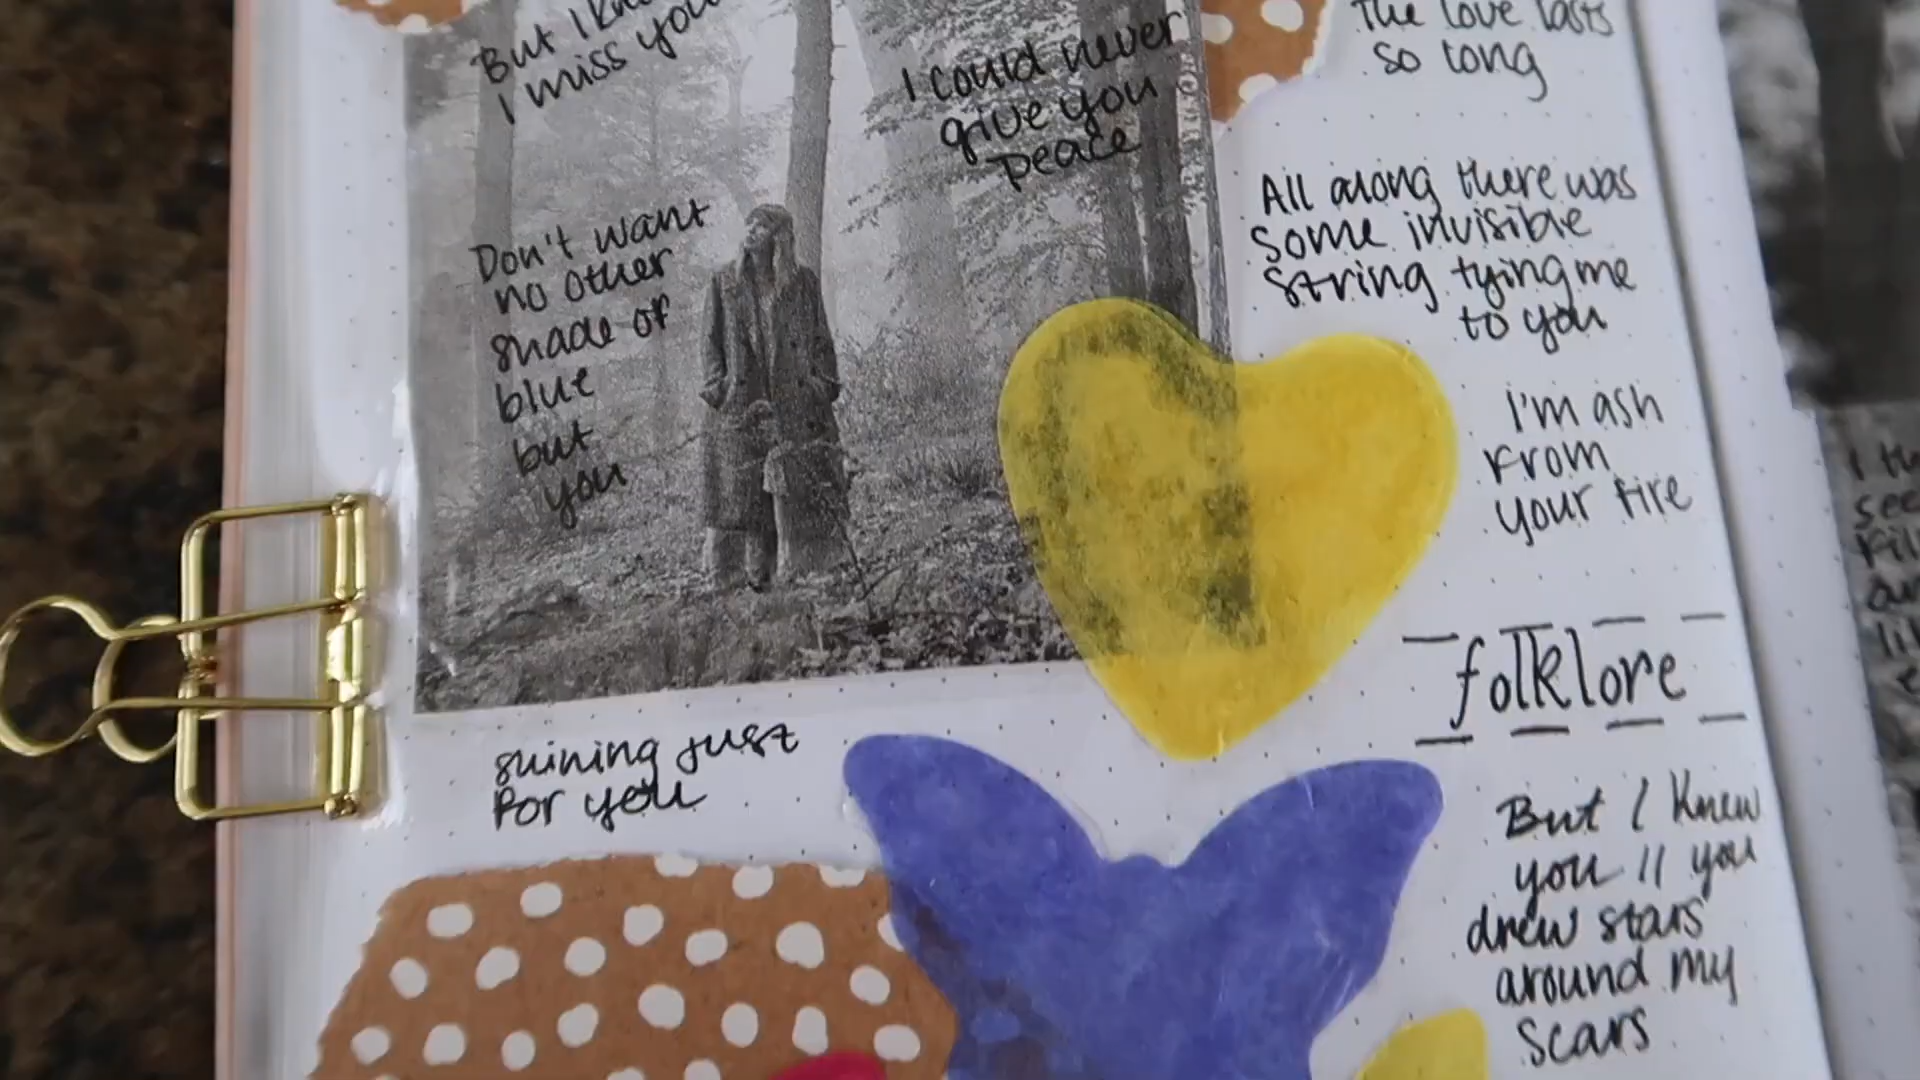 But I
I miss you
I could never
give you
peace
Don't want
no other
shade of
blue
but
you
shining just
for you
The love lasts
so long
All along there was
some invisible
string tying me
to you
I'm ash
from
your fire
folklore
But I knew
you // you
drew stars
around my
scars